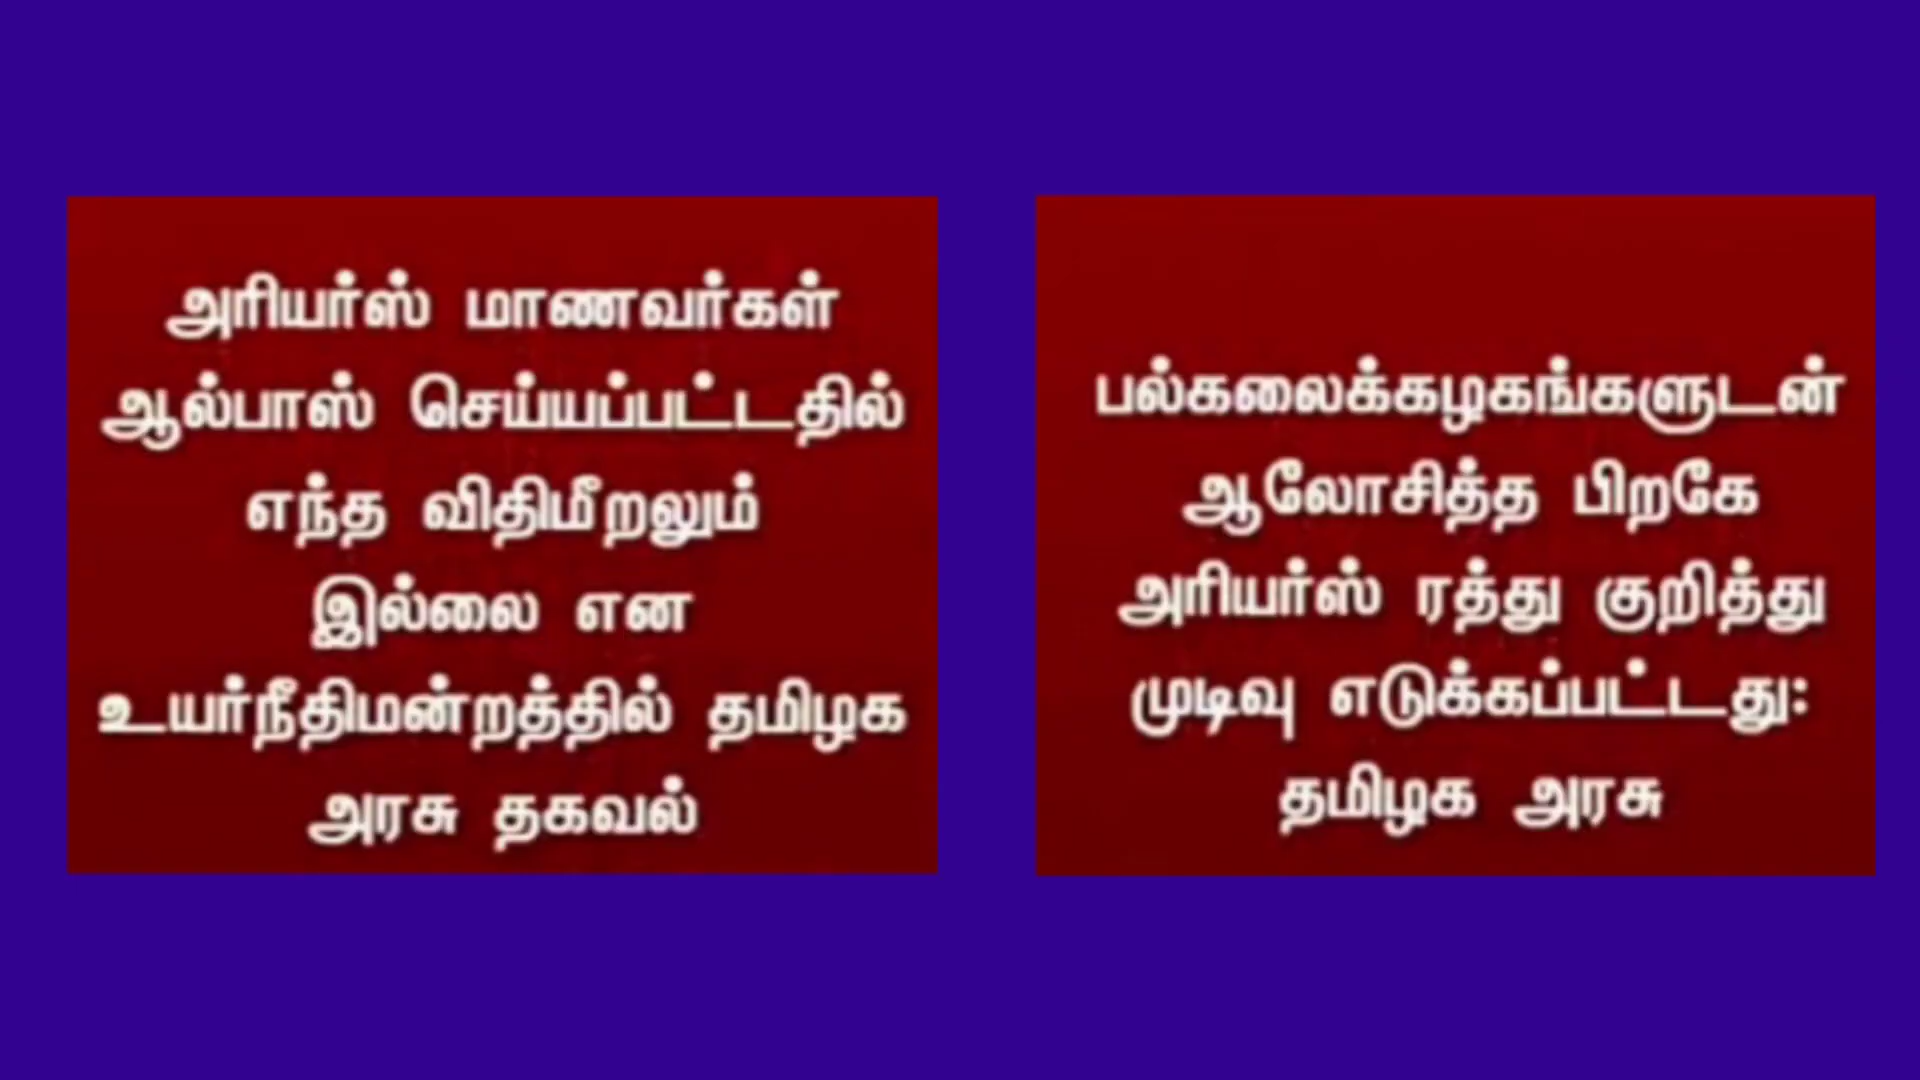 அரியர்ஸ் மாணவர்கள்
ஆல்பாஸ் செய்யப்பட்டதில்
எந்த விதிமீறலும்
இல்லை என
உயர்நீதிமன்றத்தில் தமிழக
அரசு தகவல்
பல்கலைக்கழகங்களுடன்
ஆலோசித்த பிறகே
அரியர்ஸ் ரத்து குறித்து
முடிவு எடுக்கப்பட்டது:
தமிழக அரசு